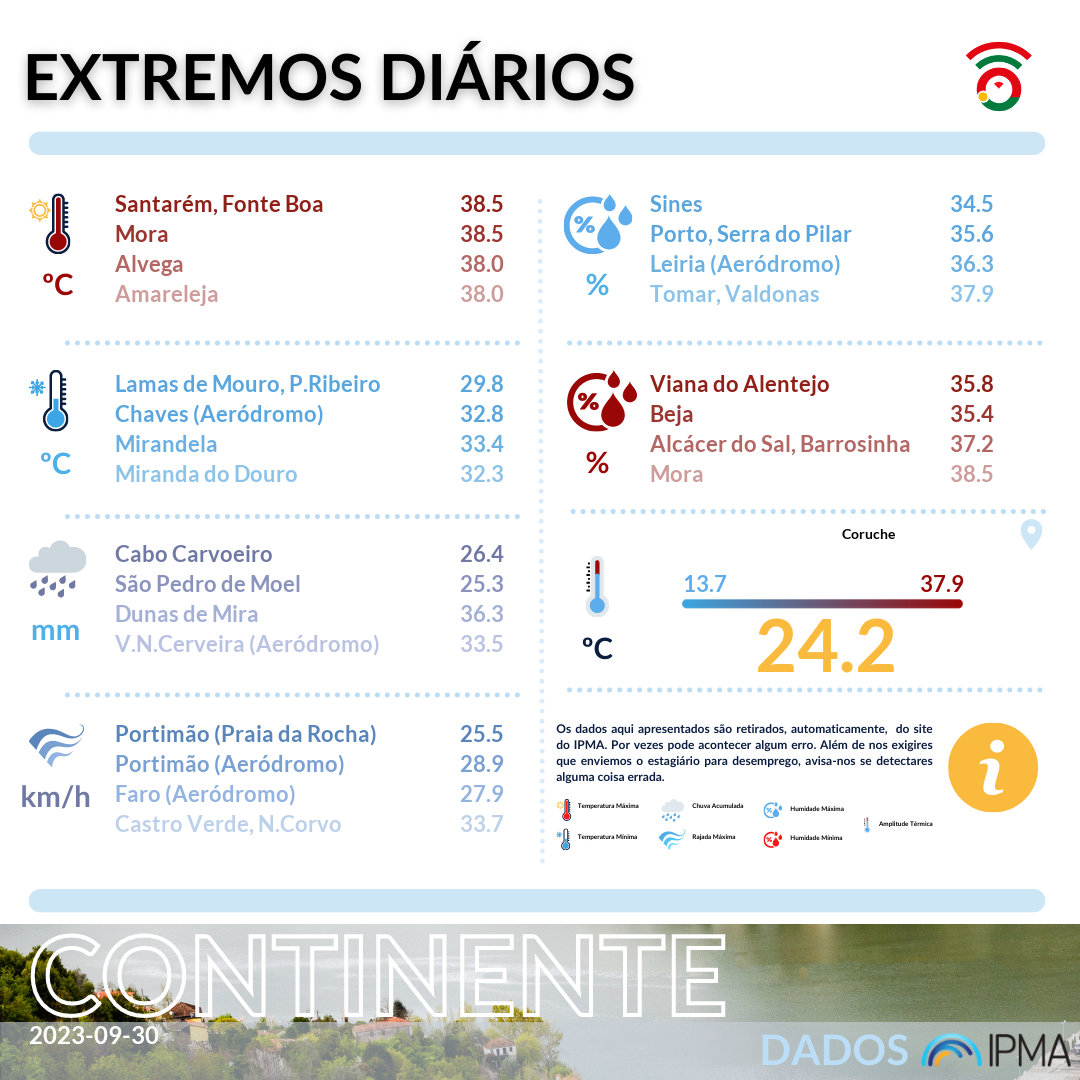 EXTREMOS DIÁRIOS
Santarém, Fonte Boa 38.5
Mora 38.5
Alvega 38.0
Amareleja 38.0
ºC
Lamas de Mouro, P.Ribeiro 29.8
Chaves (Aeródromo) 32.8
Mirandela 33.4
Miranda do Douro 32.3
ºC
Cabo Carvoeiro 26.4
São Pedro de Moel 25.3
Dunas de Mira 36.3
V.N.Cerveira (Aeródromo) 33.5
mm
Portimão (Praia da Rocha) 25.5
Portimão (Aeródromo) 28.9
Faro (Aeródromo) 27.9
Castro Verde, N.Corvo 33.7
km/h
%
Sines 34.5
Porto, Serra do Pilar 35.6
Leiria (Aeródromo) 36.3
Tomar, Valdonas 37.9
%
%
Viana do Alentejo 35.8
Beja 35.4
Alcácer do Sal, Barrosinha 37.2
Mora 38.5
%
Coruche
13.7 37.9
24.2
ºC
Os dados aqui apresentados são retirados, automaticamente, do site
do IPMA. Por vezes pode acontecer algum erro. Além de nos exigires
que enviemos o estagiário para desemprego, avisa-nos se detectares
alguma coisa errada.
i
Temperatura Máxima Chuva Acumulada Humidade Máxima
Amplitude Térmica
Temperatura Mínima Rajada Máxima Humidade Mínima
CONTINENTE
2023-09-30
DADOS IPMA